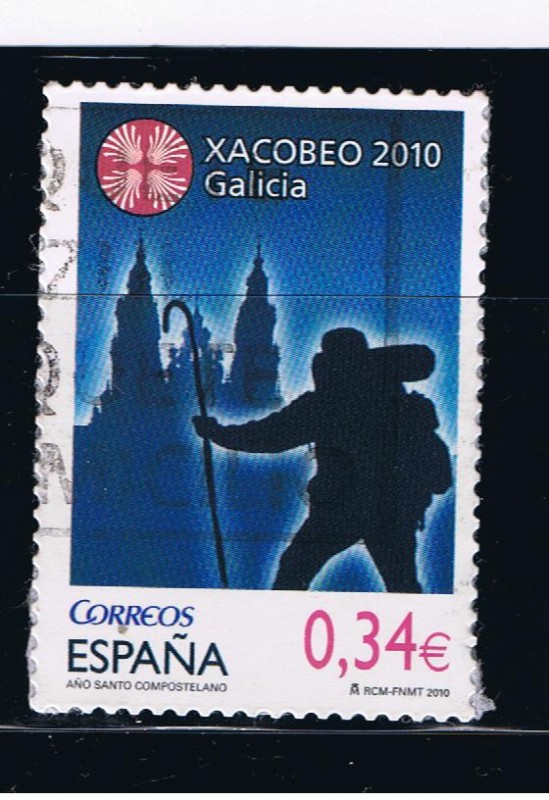 XACOBEO 2010
Galicia
CORREOS
ESPAÑA
0,34€
AÑO SANTO COMPOSTELANO
RCM-FNMT 2010